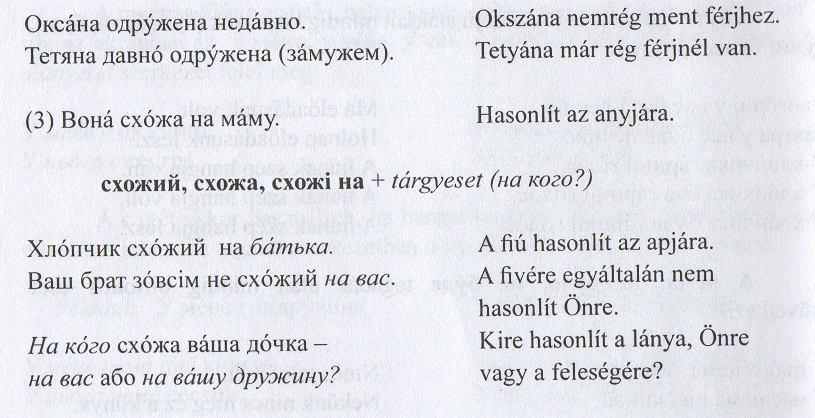 Окса́на одру́жена неда́вно. Okszána nemrég ment férjhez.
Тетяна давно́ одру́жена (за́мужем). Tetyána már rég férjnél van.
(3) Вона́ схо́жа на ма́му. Hasonlít az anyjára.
схожий, схожа, схожі на + tárgyeset (на кого?)
Хло́пчик схо́жий на ба́тька. A fiú hasonlít az apjára.
Ваш брат зо́всім не схо́жий на вас. A fivére egyáltalán nem
hasonlít Önre.
На ко́го схо́жа ва́ша до́чка – Kire hasonlít a lánya, Önre
на вас або на ва́шу дружину? vagy a feleségére?